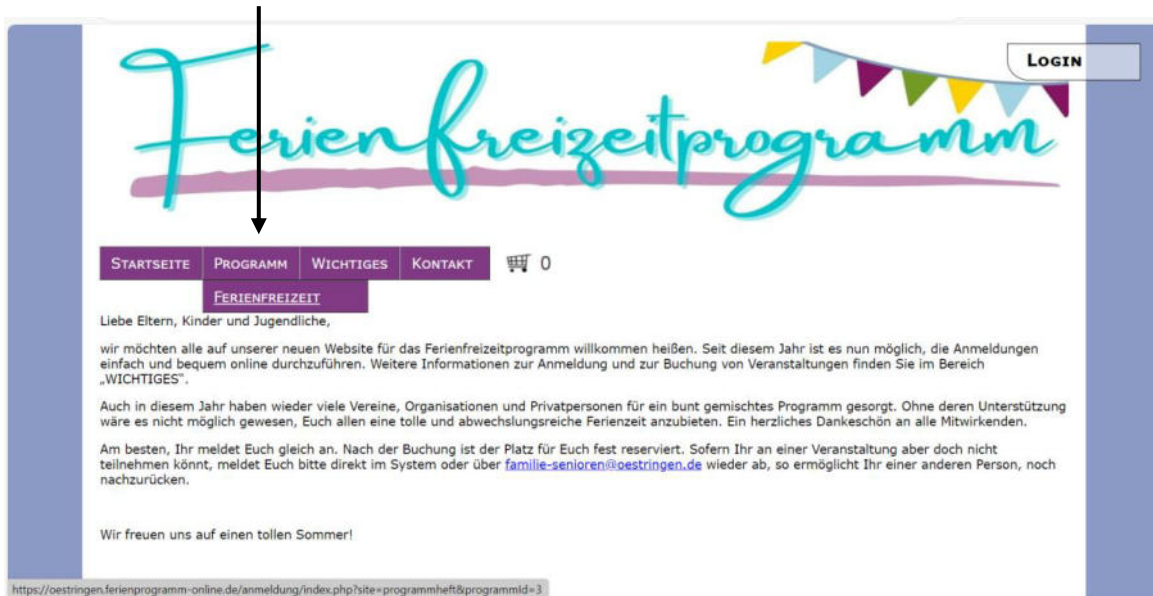 LOGIN
Ferienfreizeitprogramm
STARTSEITE PROGRAMM WICHTIGES KONTAKT 0
FERIENFREIZEIT
Liebe Eltern, Kinder und Jugendliche,
wir möchten alle auf unserer neuen Website für das Ferienfreizeitprogramm willkommen heißen. Seit diesem Jahr ist es nun möglich, die Anmeldungen
einfach und bequem online durchzuführen. Weitere Informationen zur Anmeldung und zur Buchung von Veranstaltungen finden Sie im Bereich
„WICHTIGES“.
Auch in diesem Jahr haben wieder viele Vereine, Organisationen und Privatpersonen für ein bunt gemischtes Programm gesorgt. Ohne deren Unterstützung
wäre es nicht möglich gewesen, Euch allen eine tolle und abwechslungsreiche Ferienzeit anzubieten. Ein herzliches Dankeschön an alle Mitwirkenden.
Am besten, Ihr meldet Euch gleich an. Nach der Buchung ist der Platz für Euch fest reserviert. Sofern Ihr an einer Veranstaltung aber doch nicht
teilnehmen könnt, meldet Euch bitte direkt im System oder über familie-senioren@oestringen.de wieder ab, so ermöglicht Ihr einer anderen Person, noch
nachzurücken.
Wir freuen uns auf einen tollen Sommer!
https://oestringen.ferienprogramm-online.de/anmeldung/index.php?site=programmheft&programmId=3